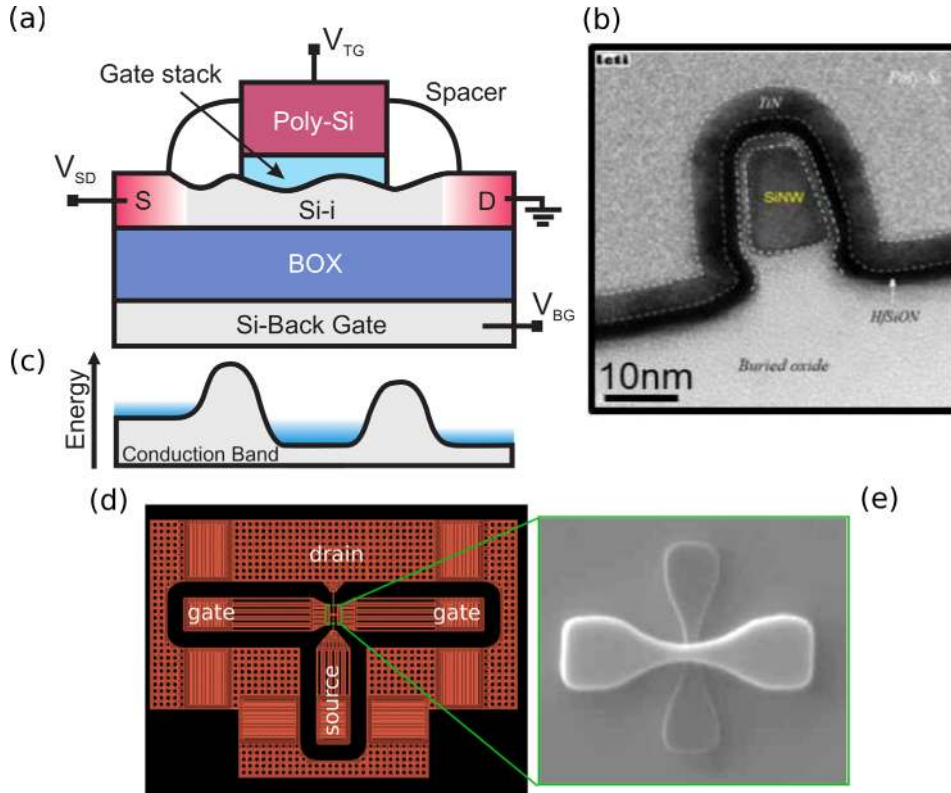 (a)
V_TG
Gate stack
Spacer
Poly-Si
V_SD
S
Si-i
D
BOX
V_BG
Si-Back Gate
(b)
leti
Poly-S
TiN
SiNW
HfSiON
Buried oxide
10nm
(c)
Energy
Conduction Band
(d)
drain
gate
gate
source
(e)